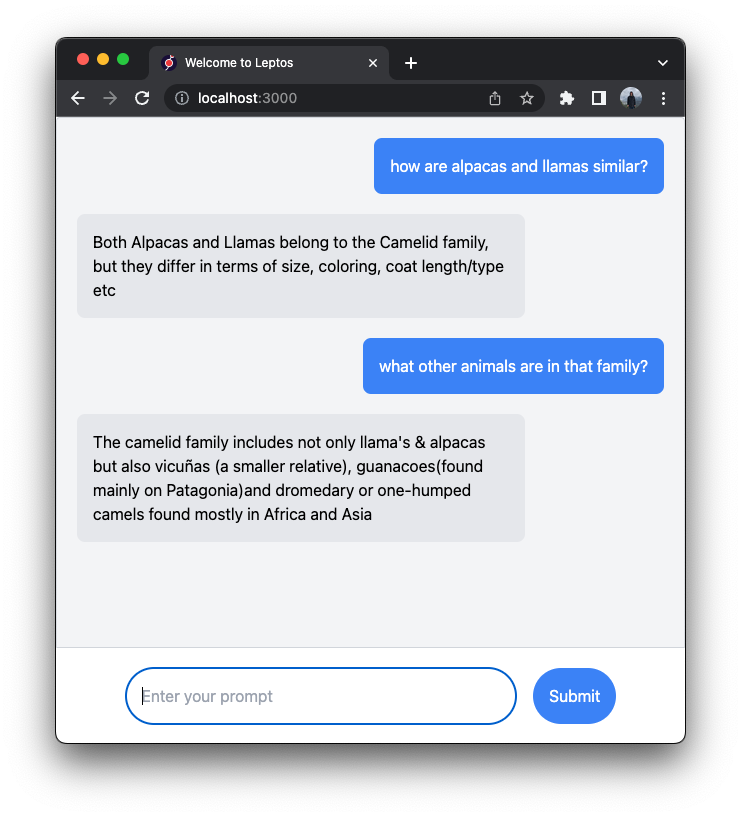 Welcome to Leptos
localhost:3000
how are alpacas and llamas similar?
Both Alpacas and Llamas belong to the Camelid family,
but they differ in terms of size, coloring, coat length/type
etc
what other animals are in that family?
The camelid family includes not only llama's & alpacas
but also vicuñas (a smaller relative), guanacoes(found
mainly on Patagonia)and dromedary or one-humped
camels found mostly in Africa and Asia
Enter your prompt
Submit